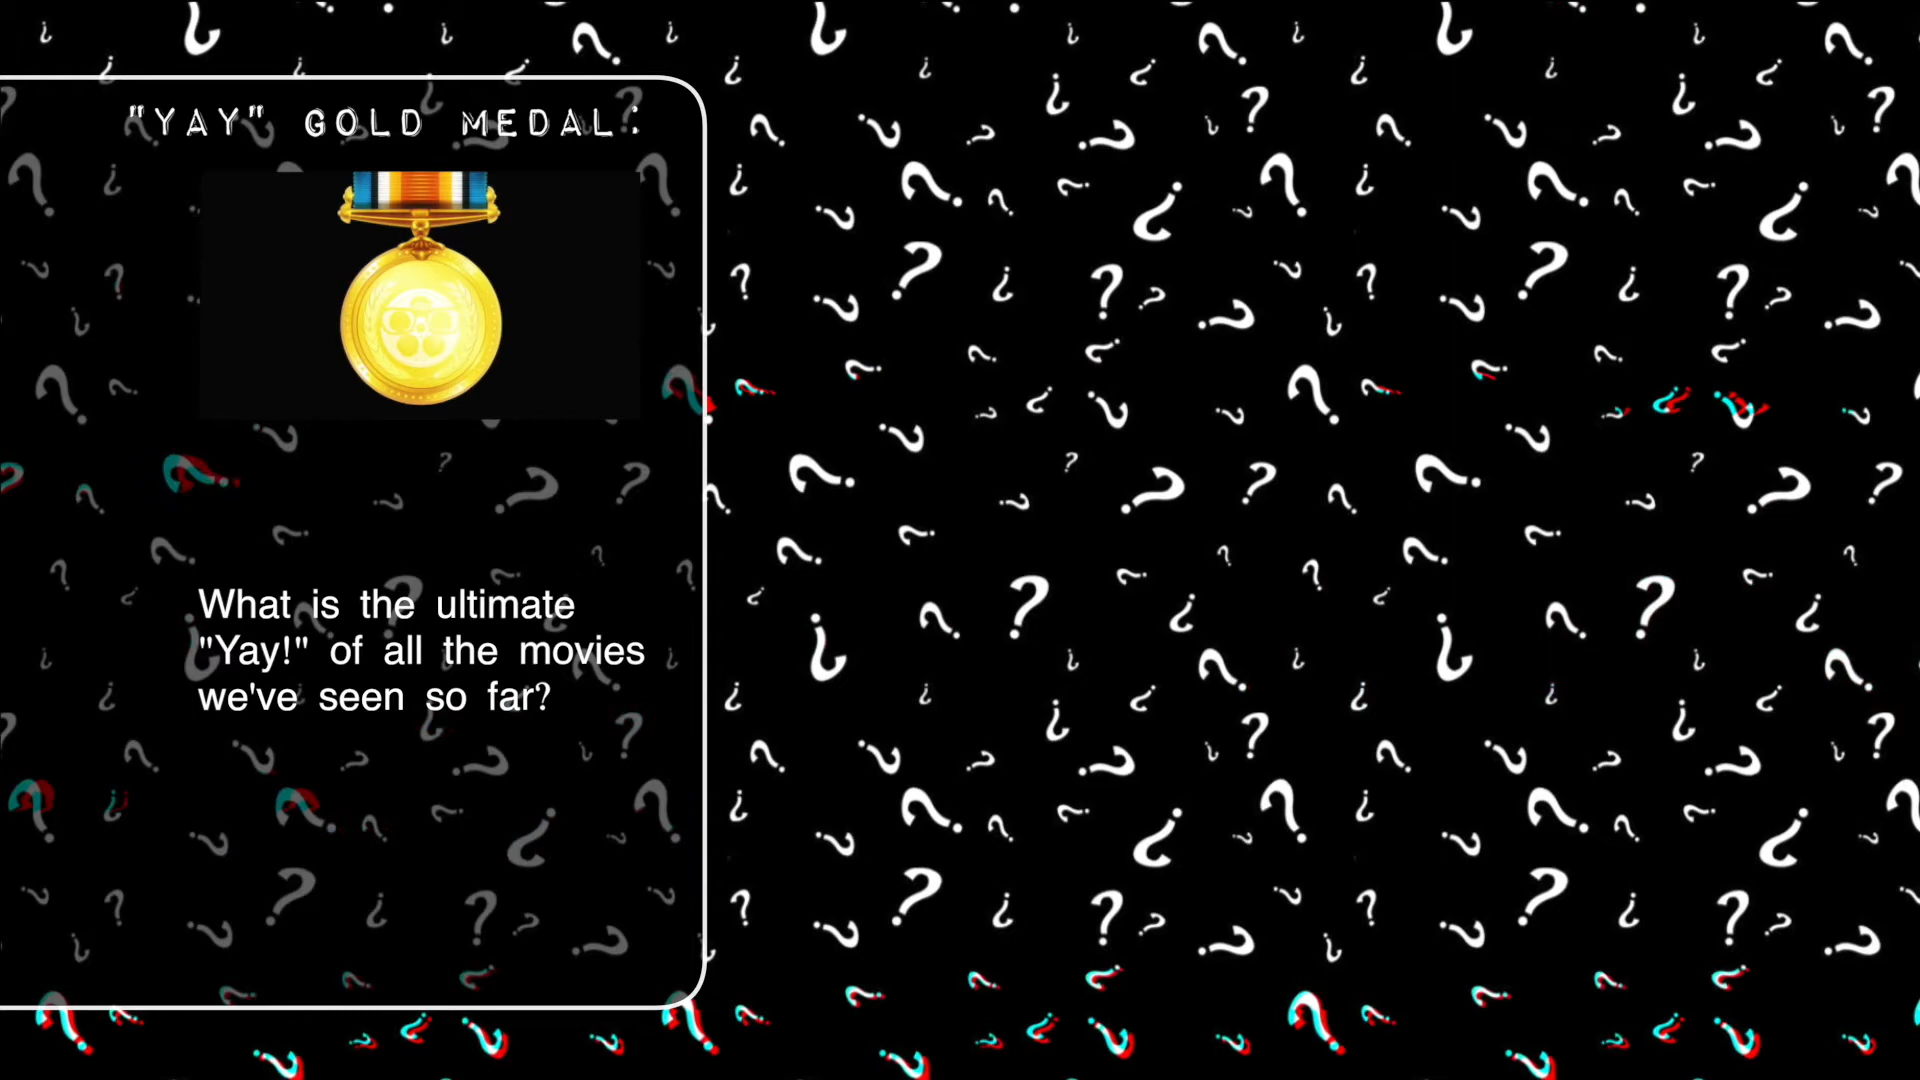 "YAY" GOLD MEDAL:
What is the ultimate
"Yay!" of all the movies
we've seen so far?